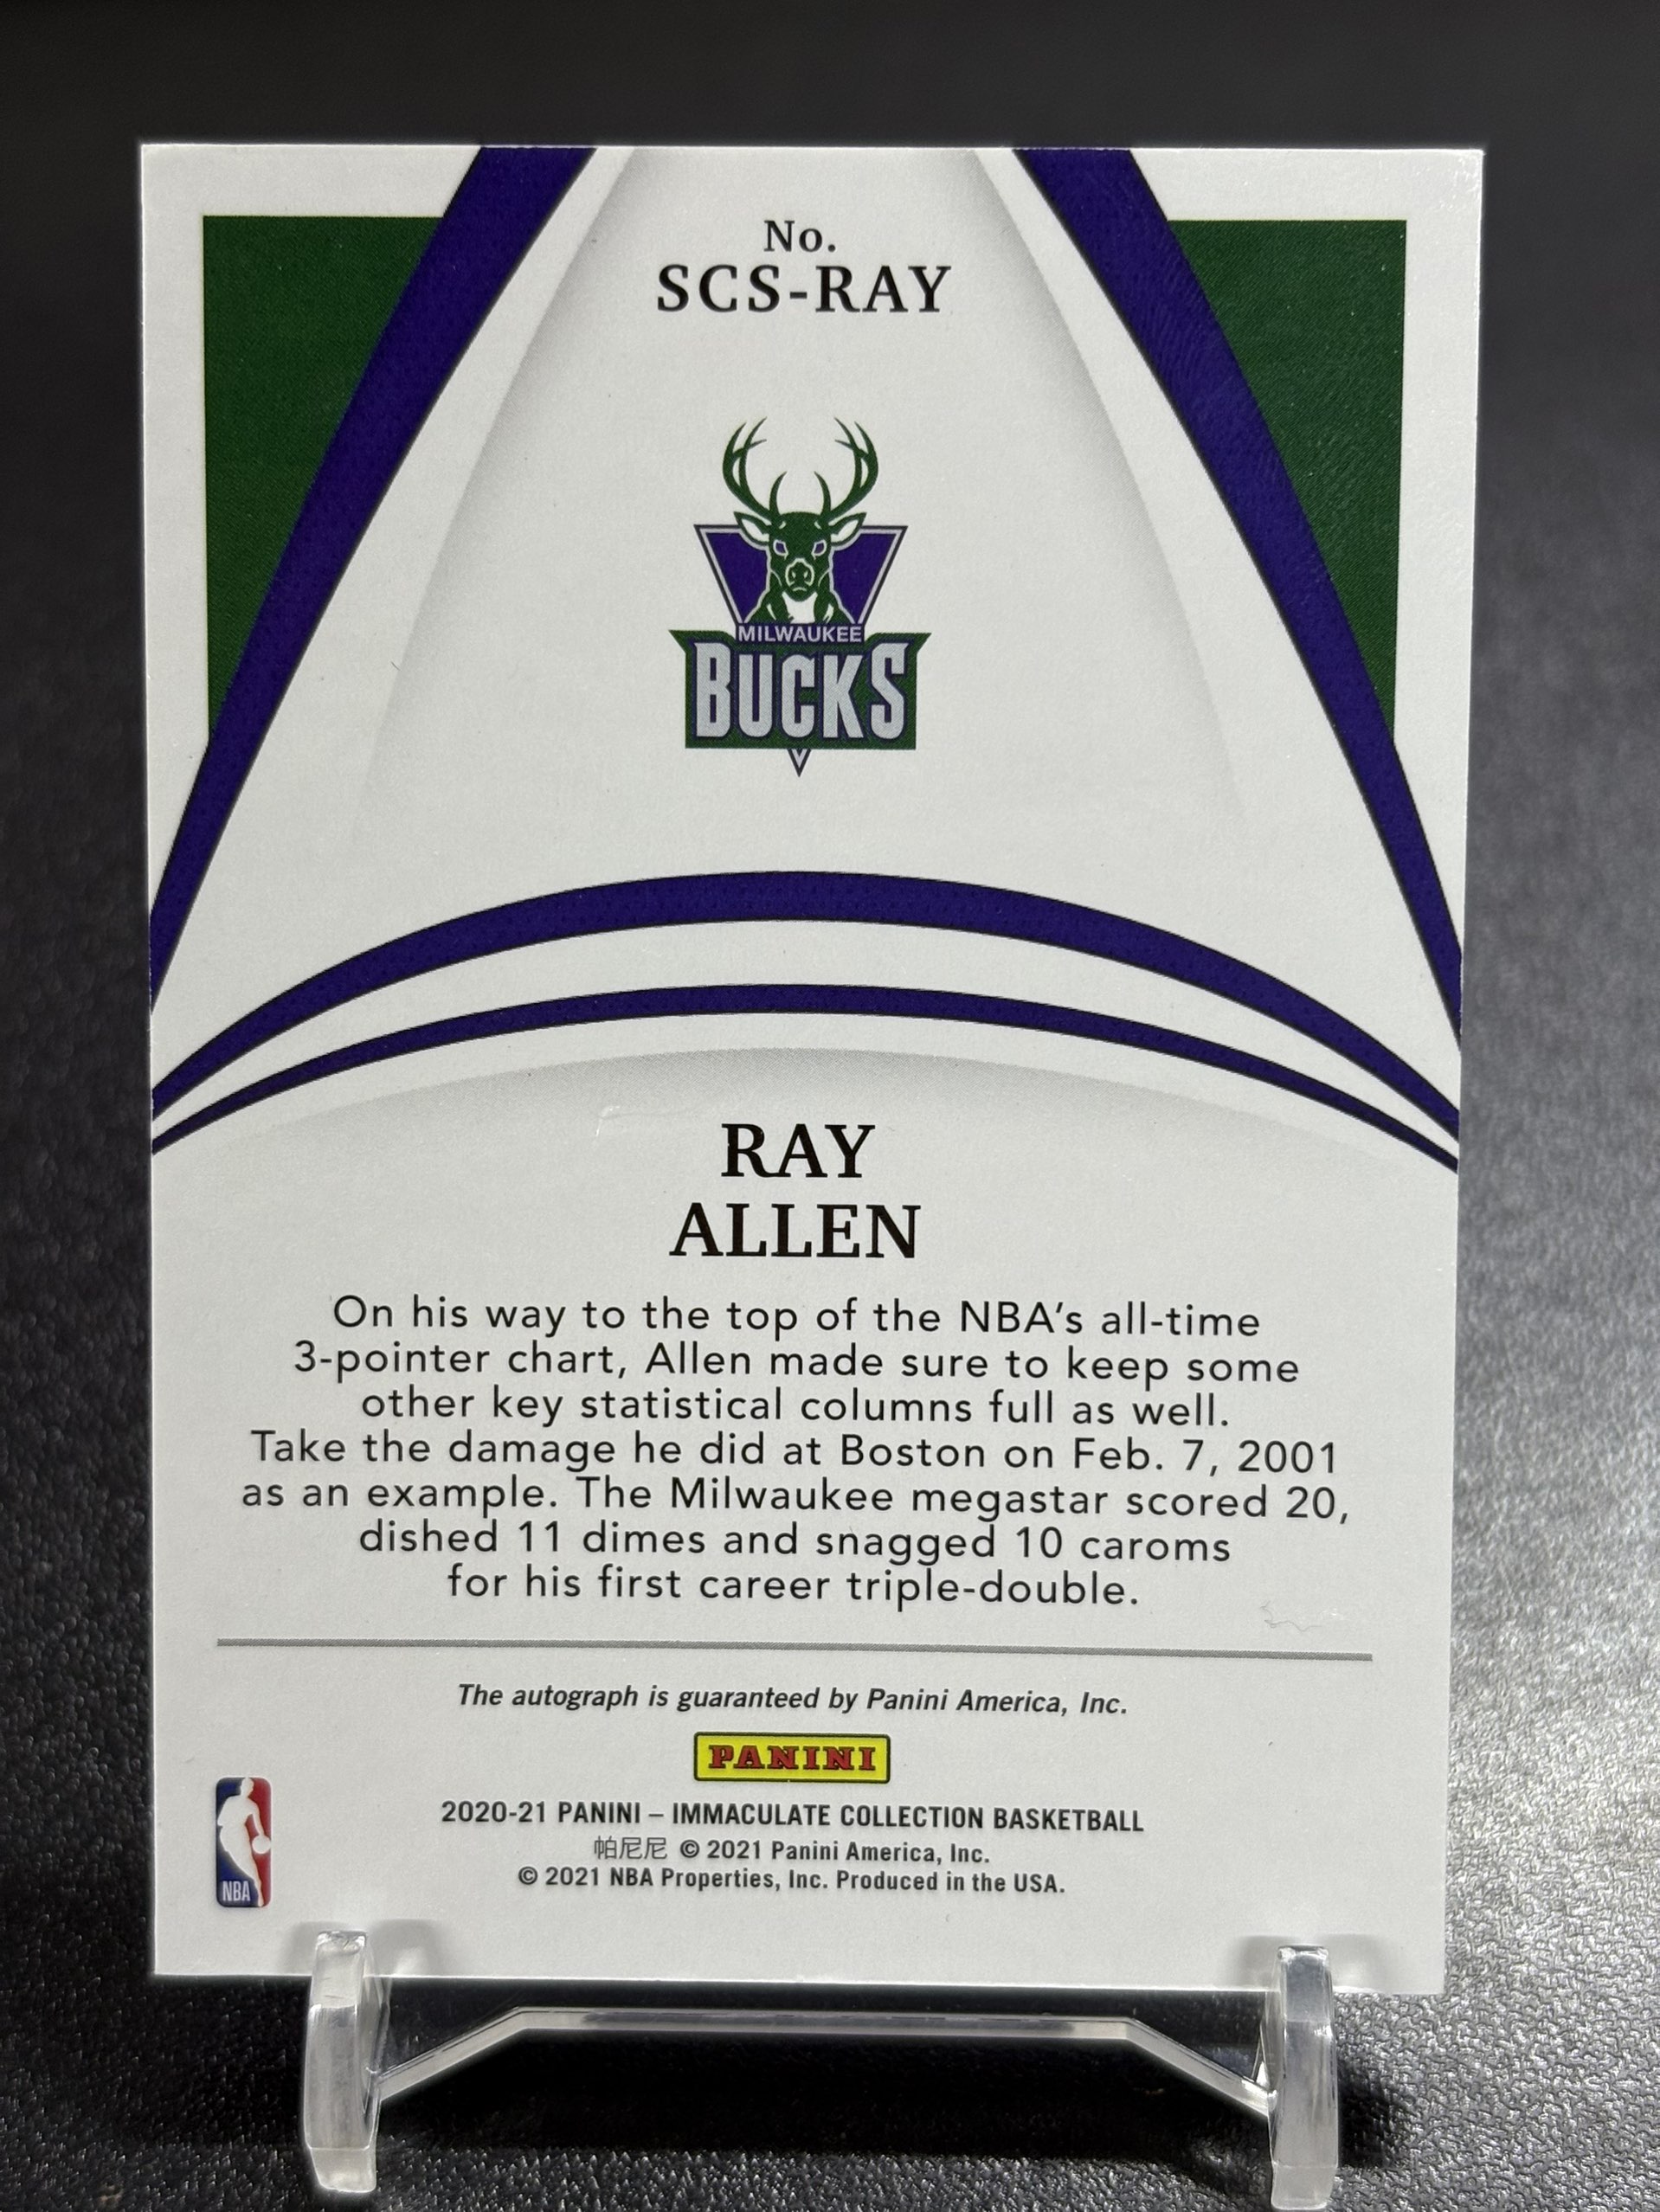 No.
SCS-RAY
MILWAUKEE
BUCKS
RAY
ALLEN
On his way to the top of the NBA's all-time
3-pointer chart, Allen made sure to keep some
other key statistical columns full as well.
Take the damage he did at Boston on Feb. 7, 2001
as an example. The Milwaukee megastar scored 20,
dished 11 dimes and snagged 10 caroms
for his first career triple-double.
The autograph is guaranteed by Panini America, Inc.
PANINI
2020-21 PANINI – IMMACULATE COLLECTION BASKETBALL
帕尼尼 © 2021 Panini America, Inc.
© 2021 NBA Properties, Inc. Produced in the USA.
NBA